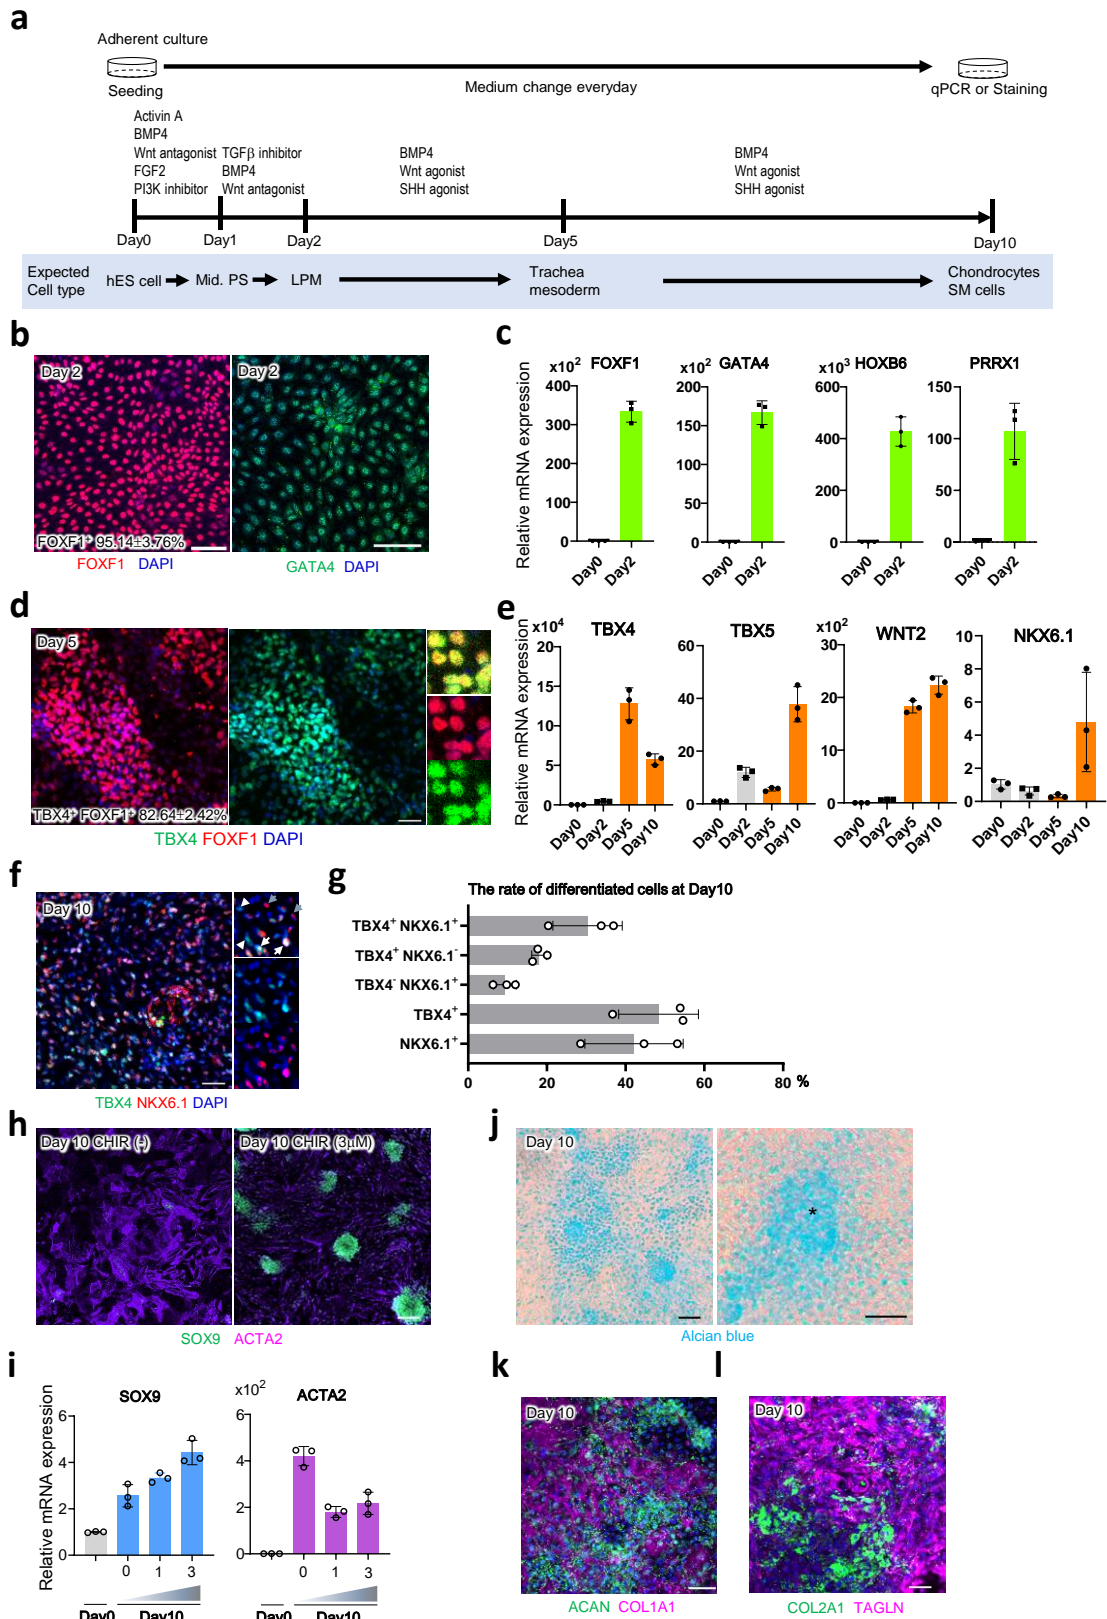 a
Adherent culture
Seeding
Medium change everyday
qPCR or Staining
Activin A
BMP4
Wnt antagonist
FGF2
PI3K inhibitor
TGFβ inhibitor
BMP4
Wnt antagonist
BMP4
Wnt agonist
SHH agonist
BMP4
Wnt agonist
SHH agonist
Day0
Day1
Day2
Day5
Day10
Expected
Cell type
hES cell
Mid. PS
LPM
Trachea
mesoderm
Chondrocytes
SM cells
b
Day 2
FOXF1⁺ 95.14±3.76%
FOXF1 DAPI
Day 2
GATA4 DAPI
c
Relative mRNA expression
x10²
FOXF1
400
300
200
100
0
Day0
Day2
x10²
GATA4
200
150
100
50
0
Day0
Day2
x10³
HOXB6
600
400
200
0
Day0
Day2
PRRX1
150
100
50
0
Day0
Day2
d
Day 5
TBX4⁺ FOXF1⁺ 82.64±2.42%
TBX4 FOXF1 DAPI
e
Relative mRNA expression
x10⁴
TBX4
20
15
10
5
0
Day0
Day2
Day5
Day10
TBX5
60
40
20
0
Day0
Day2
Day5
Day10
x10²
WNT2
30
20
10
0
Day0
Day2
Day5
Day10
NKX6.1
10
8
6
4
2
0
Day0
Day2
Day5
Day10
f
Day 10
TBX4 NKX6.1 DAPI
g
The rate of differentiated cells at Day10
TBX4⁺ NKX6.1⁺
TBX4⁺ NKX6.1⁻
TBX4⁻ NKX6.1⁺
TBX4⁺
NKX6.1⁺
0
20
40
60
80
%
h
Day 10 CHIR (-)
Day 10 CHIR (3μM)
SOX9 ACTA2
j
Day 10
*
Alcian blue
i
Relative mRNA expression
SOX9
6
4
2
0
0
1
3
Day0
Day10
x10²
ACTA2
6
4
2
0
0
1
3
Day0
Day10
k
Day 10
ACAN COL1A1
l
Day 10
COL2A1 TAGLN